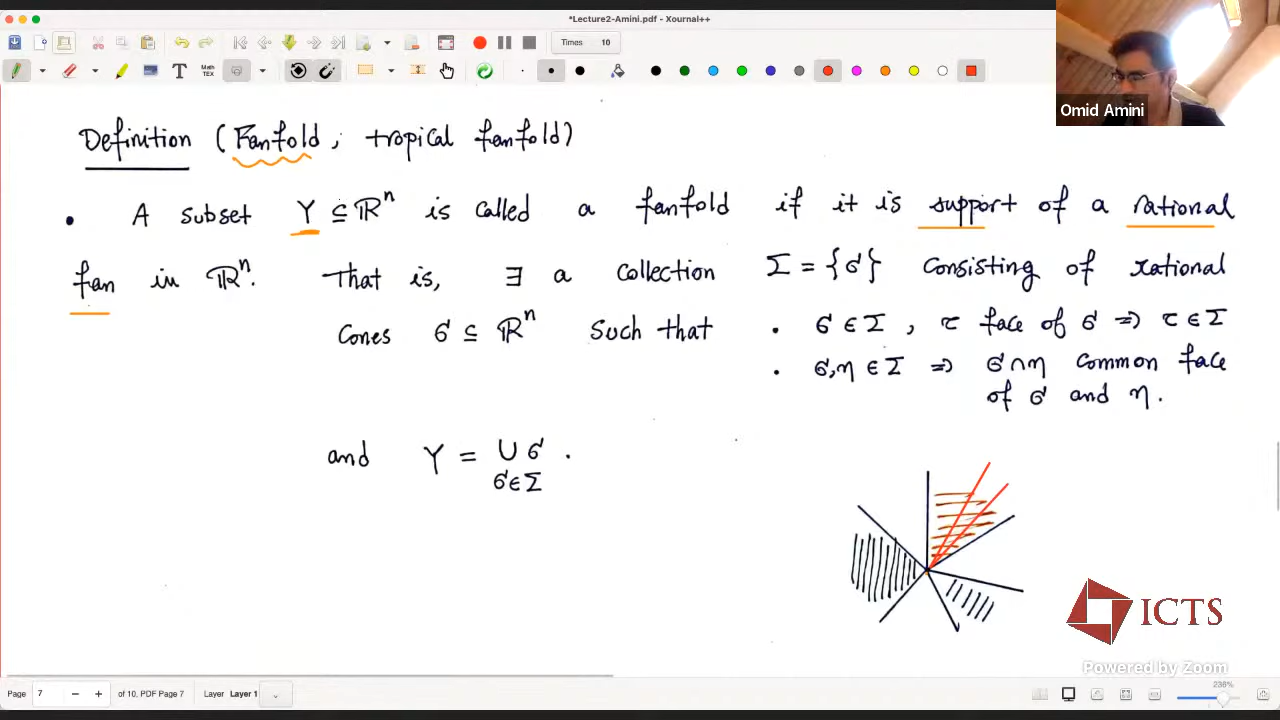 *Lecture2-Amini.pdf - Xournal++
Times 10
Math TEX
Omid Amini
Definition (Fanfold, tropical fanfold)
• A subset Y ⊆ ℝⁿ is called a fanfold if it is support of a rational
fan in ℝⁿ. That is, ∃ a collection Σ = {σ} consisting of rational
cones σ ⊆ ℝⁿ such that • σ ∈ Σ, τ face of σ ⇒ τ ∈ Σ
• σ, η ∈ Σ ⇒ σ ∩ η common face
of σ and η.
and Y = ∪ σ .
σ ∈ Σ
ICTS
Powered by Zoom
Page 7 of 10, PDF Page 7 Layer Layer 1 236%